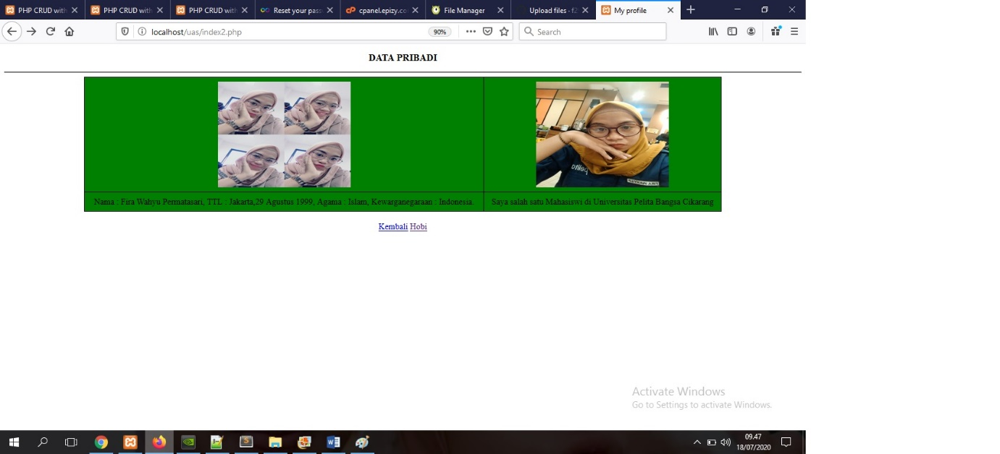 PHP CRUD with
PHP CRUD with
PHP CRUD with
Reset your pass
cpanel.epizy.co
File Manager
Upload files · f2
My profile
localhost/uas/index2.php
90%
Search
DATA PRIBADI
Nama : Fira Wahyu Permatasari, TTL : Jakarta,29 Agustus 1999, Agama : Islam, Kewarganegaraan : Indonesia.
Saya salah satu Mahasiswi di Universitas Pelita Bangsa Cikarang
Kembali Hobi
Activate Windows
Go to Settings to activate Windows.
09.47
18/07/2020